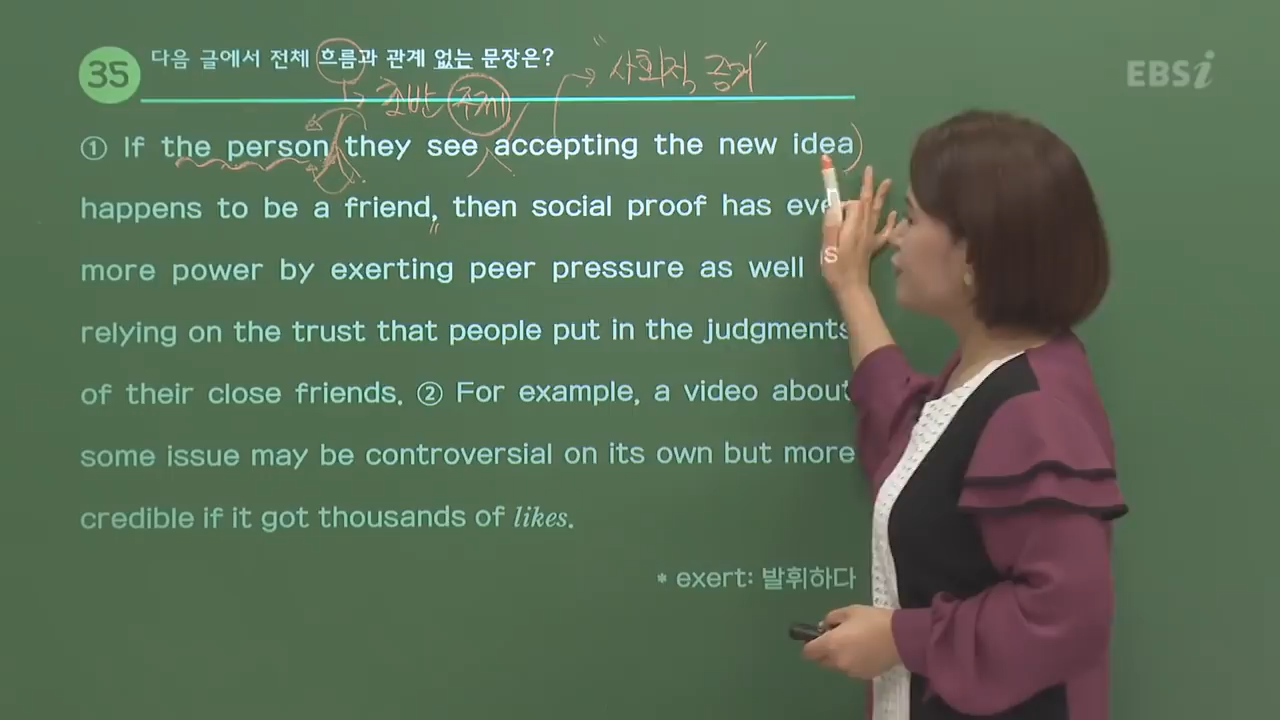 35 다음 글에서 전체 흐름과 관계 없는 문장은?
EBSi
"사회적 증거"
초반 주제
① If the person they see accepting the new idea)
happens to be a friend, then social proof has eve
more power by exerting peer pressure as well as
relying on the trust that people put in the judgments
of their close friends. ② For example, a video about
some issue may be controversial on its own but more
credible if it got thousands of likes.
* exert: 발휘하다